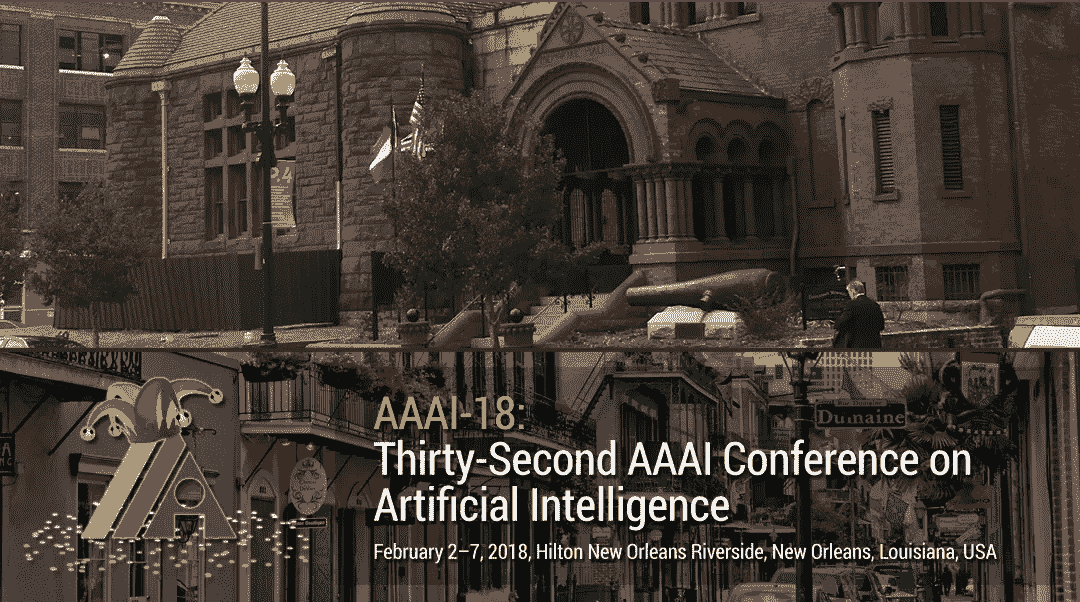 AAAI-18:
Dumaine
Thirty-Second AAAI Conference on
Artificial Intelligence
February 2–7, 2018, Hilton New Orleans Riverside, New Orleans, Louisiana, USA